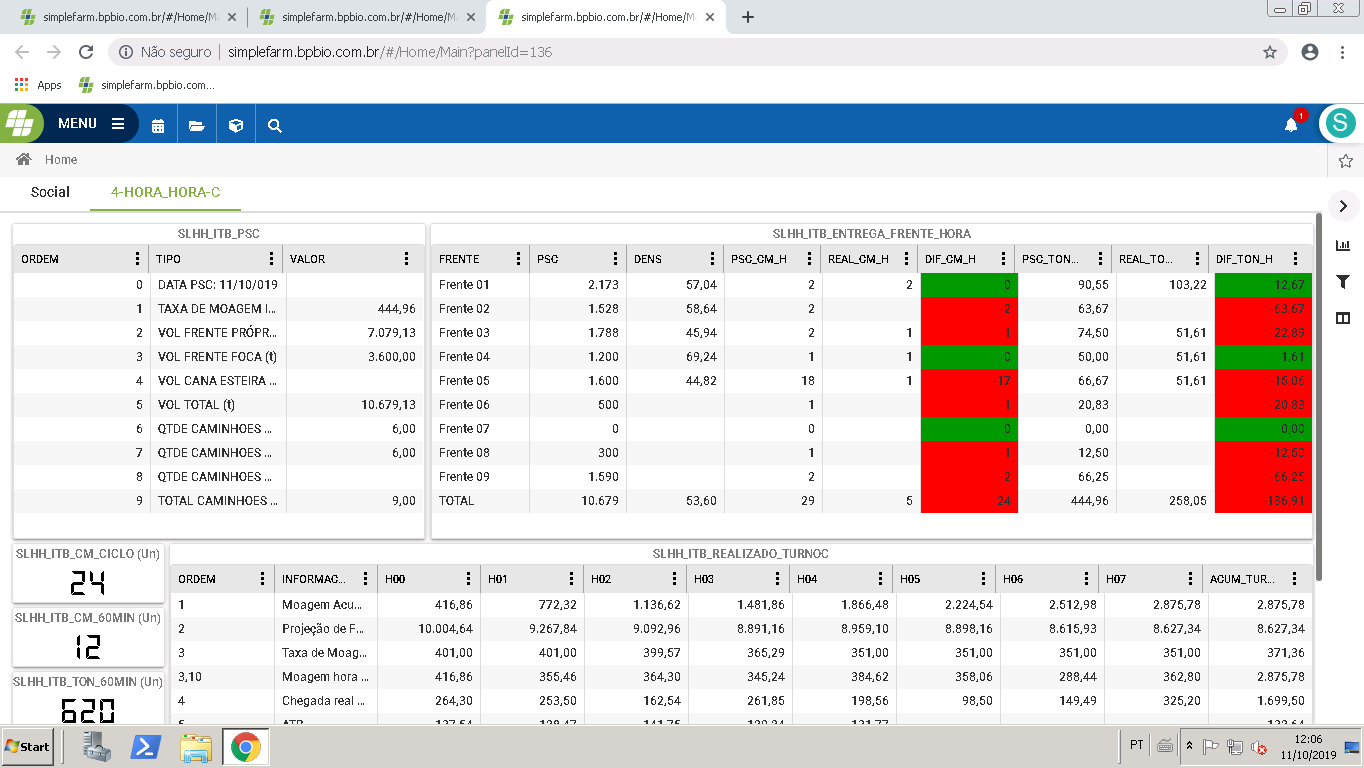 simplefarm.bpbio.com.br/#/Home/M simplefarm.bpbio.com.br/#/Home/ simplefarm.bpbio.com.br/#/Home/M
Não seguro simplefarm.bpbio.com.br/#/Home/Main?panelId=136
Apps simplefarm.bpbio.com...
MENU 1 S
Home
Social 4-HORA_HORA-C
SLHH_ITB_PSC
ORDEM TIPO VALOR
0 DATA PSC: 11/10/019
1 TAXA DE MOAGEM I... 444,96
2 VOL FRENTE PRÓPR... 7.079,13
3 VOL FRENTE FOCA (t) 3.600,00
4 VOL CANA ESTEIRA ...
5 VOL TOTAL (t) 10.679,13
6 QTDE CAMINHOES ... 6,00
7 QTDE CAMINHOES ... 6,00
8 QTDE CAMINHOES ...
9 TOTAL CAMINHOES ... 9,00
SLHH_ITB_ENTREGA_FRENTE_HORA
FRENTE PSC DENS PSC_CM_H REAL_CM_H DIF_CM_H PSC_TON... REAL_TO... DIF_TON_H
Frente 01 2.173 57,04 2 2 0 90,55 103,22 12,67
Frente 02 1.528 58,64 2 -2 63,67 -63,67
Frente 03 1.788 45,94 2 1 -1 74,50 51,61 -22,89
Frente 04 1.200 69,24 1 1 0 50,00 51,61 1,61
Frente 05 1.600 44,82 18 1 -17 66,67 51,61 -15,06
Frente 06 500 1 -1 20,83 -20,83
Frente 07 0 0 0 0,00 0,00
Frente 08 300 1 -1 12,50 -12,50
Frente 09 1.590 2 -2 66,25 -66,25
TOTAL 10.679 53,60 29 5 -24 444,96 258,05 -186,91
SLHH_ITB_CM_CICLO (Un)
24
SLHH_ITB_CM_60MIN (Un)
12
SLHH_ITB_TON_60MIN (Un)
620
SLHH_ITB_REALIZADO_TURNOC
ORDEM INFORMAC... H00 H01 H02 H03 H04 H05 H06 H07 ACUM_TUR...
1 Moagem Acu... 416,86 772,32 1.136,62 1.481,86 1.866,48 2.224,54 2.512,98 2.875,78 2.875,78
2 Projeção de F... 10.004,64 9.267,84 9.092,96 8.891,16 8.959,10 8.898,16 8.615,93 8.627,34 8.627,34
3 Taxa de Moag... 401,00 401,00 399,57 365,29 351,00 351,00 351,00 351,00 371,36
3,10 Moagem hora ... 416,86 355,46 364,30 345,24 384,62 358,06 288,44 362,80 2.875,78
4 Chegada real ... 264,30 253,50 162,54 261,85 198,56 98,50 149,49 325,20 1.699,50
Start PT 12:06
11/10/2019